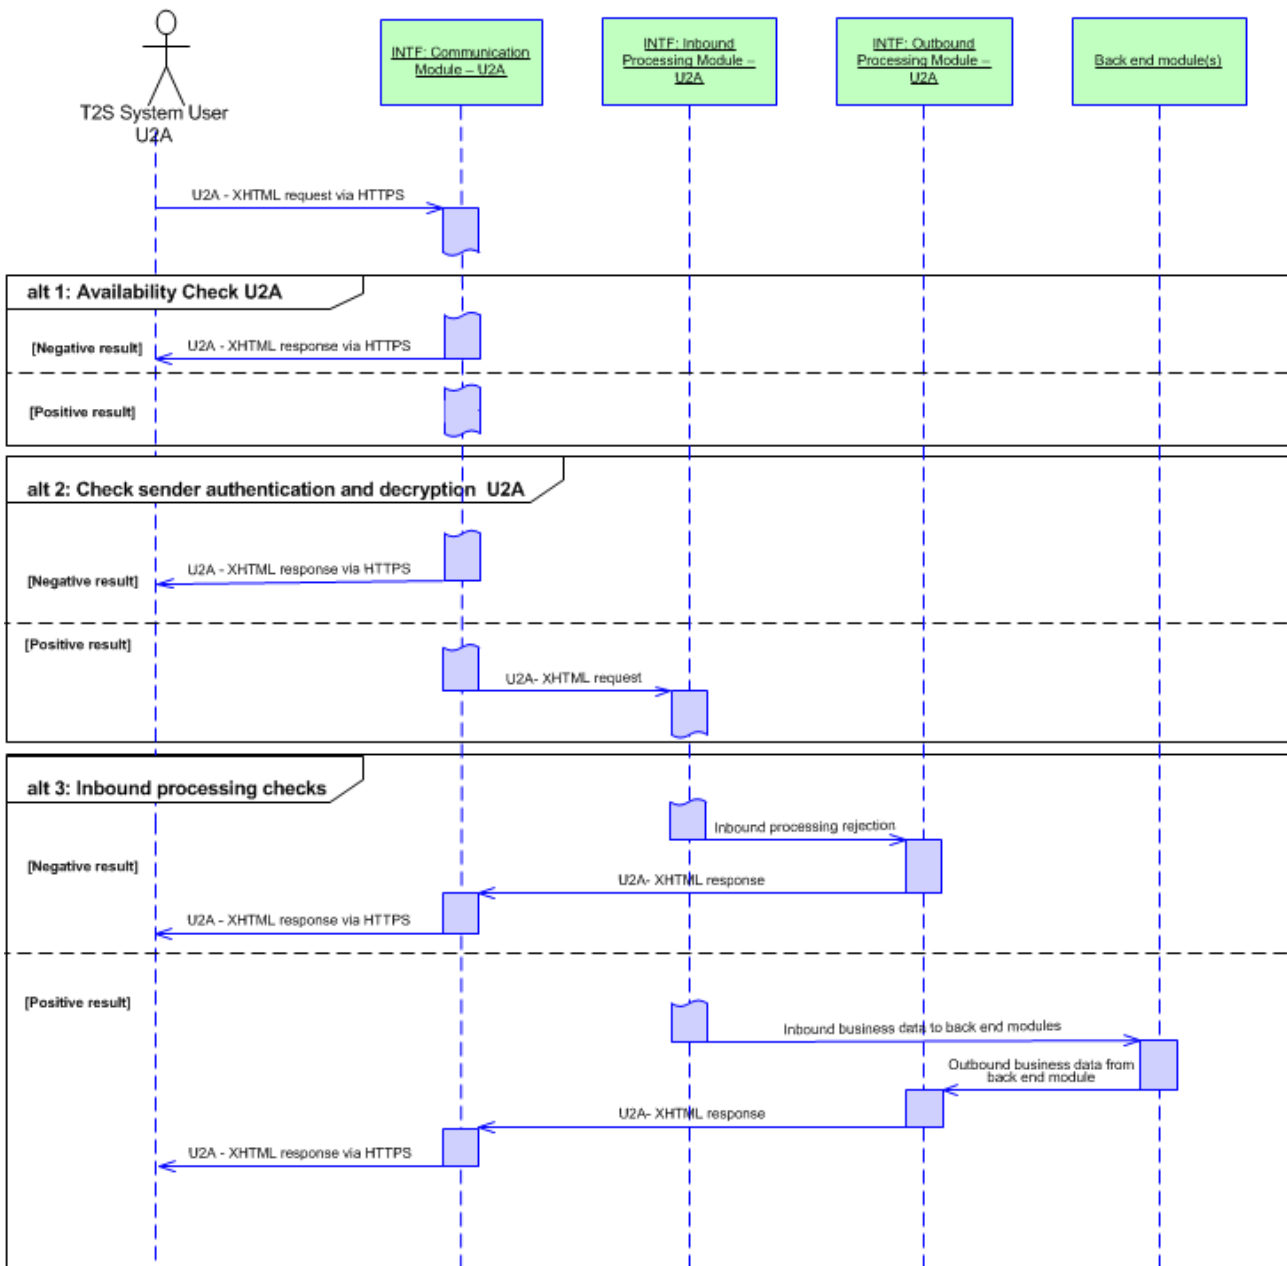 T2S System User
U2A
INTF: Communication
Module – U2A
INTF: Inbound
Processing Module –
U2A
INTF: Outbound
Processing Module –
U2A
Back end module(s)
U2A - XHTML request via HTTPS
alt 1: Availability Check U2A
[Negative result]
U2A - XHTML response via HTTPS
[Positive result]
alt 2: Check sender authentication and decryption U2A
U2A - XHTML response via HTTPS
[Negative result]
[Positive result]
U2A- XHTML request
alt 3: Inbound processing checks
Inbound processing rejection
[Negative result]
U2A- XHTML response
U2A - XHTML response via HTTPS
[Positive result]
Inbound business data to back end modules
Outbound business data from
back end module
U2A- XHTML response
U2A - XHTML response via HTTPS